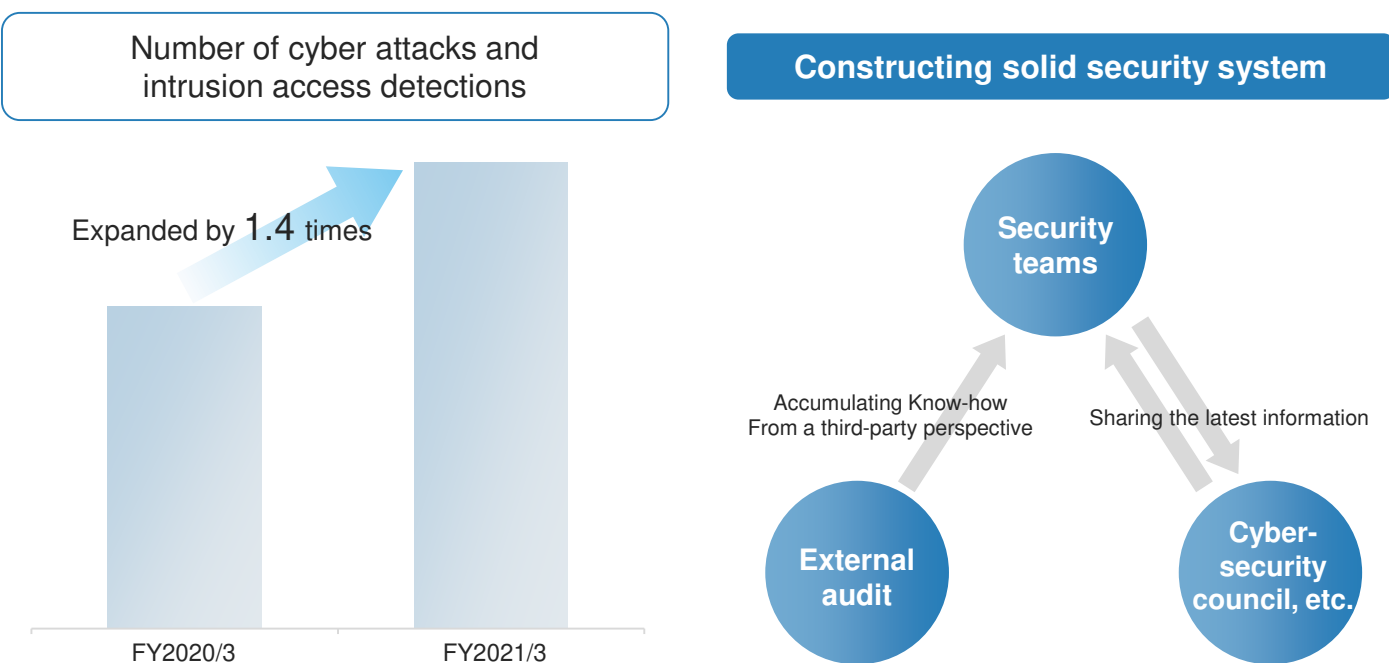 Number of cyber attacks and
intrusion access detections
Expanded by 1.4 times
FY2020/3
FY2021/3
Constructing solid security system
Security
teams
Accumulating Know-how
From a third-party perspective
Sharing the latest information
External
audit
Cyber-
security
council, etc.